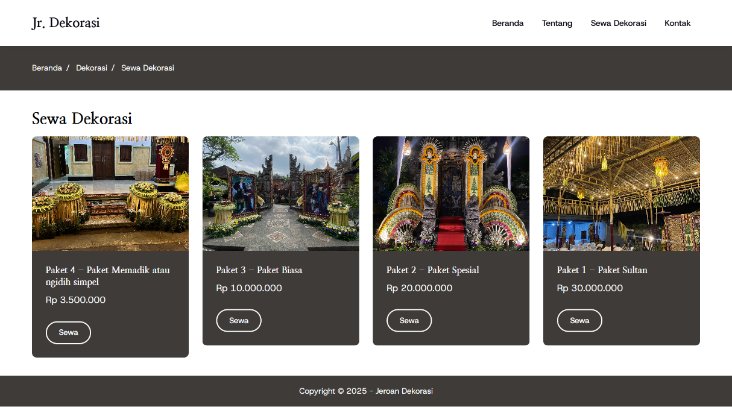 Jr. Dekorasi
Beranda Tentang Sewa Dekorasi Kontak
Beranda / Dekorasi / Sewa Dekorasi
Sewa Dekorasi
Paket 4 – Paket Memadik atau
ngidih simpel
Rp 3.500.000
Sewa
Paket 3 – Paket Biasa
Rp 10.000.000
Sewa
Paket 2 – Paket Spesial
Rp 20.000.000
Sewa
Paket 1 – Paket Sultan
Rp 30.000.000
Sewa
Copyright © 2025 - Jeroan Dekorasi